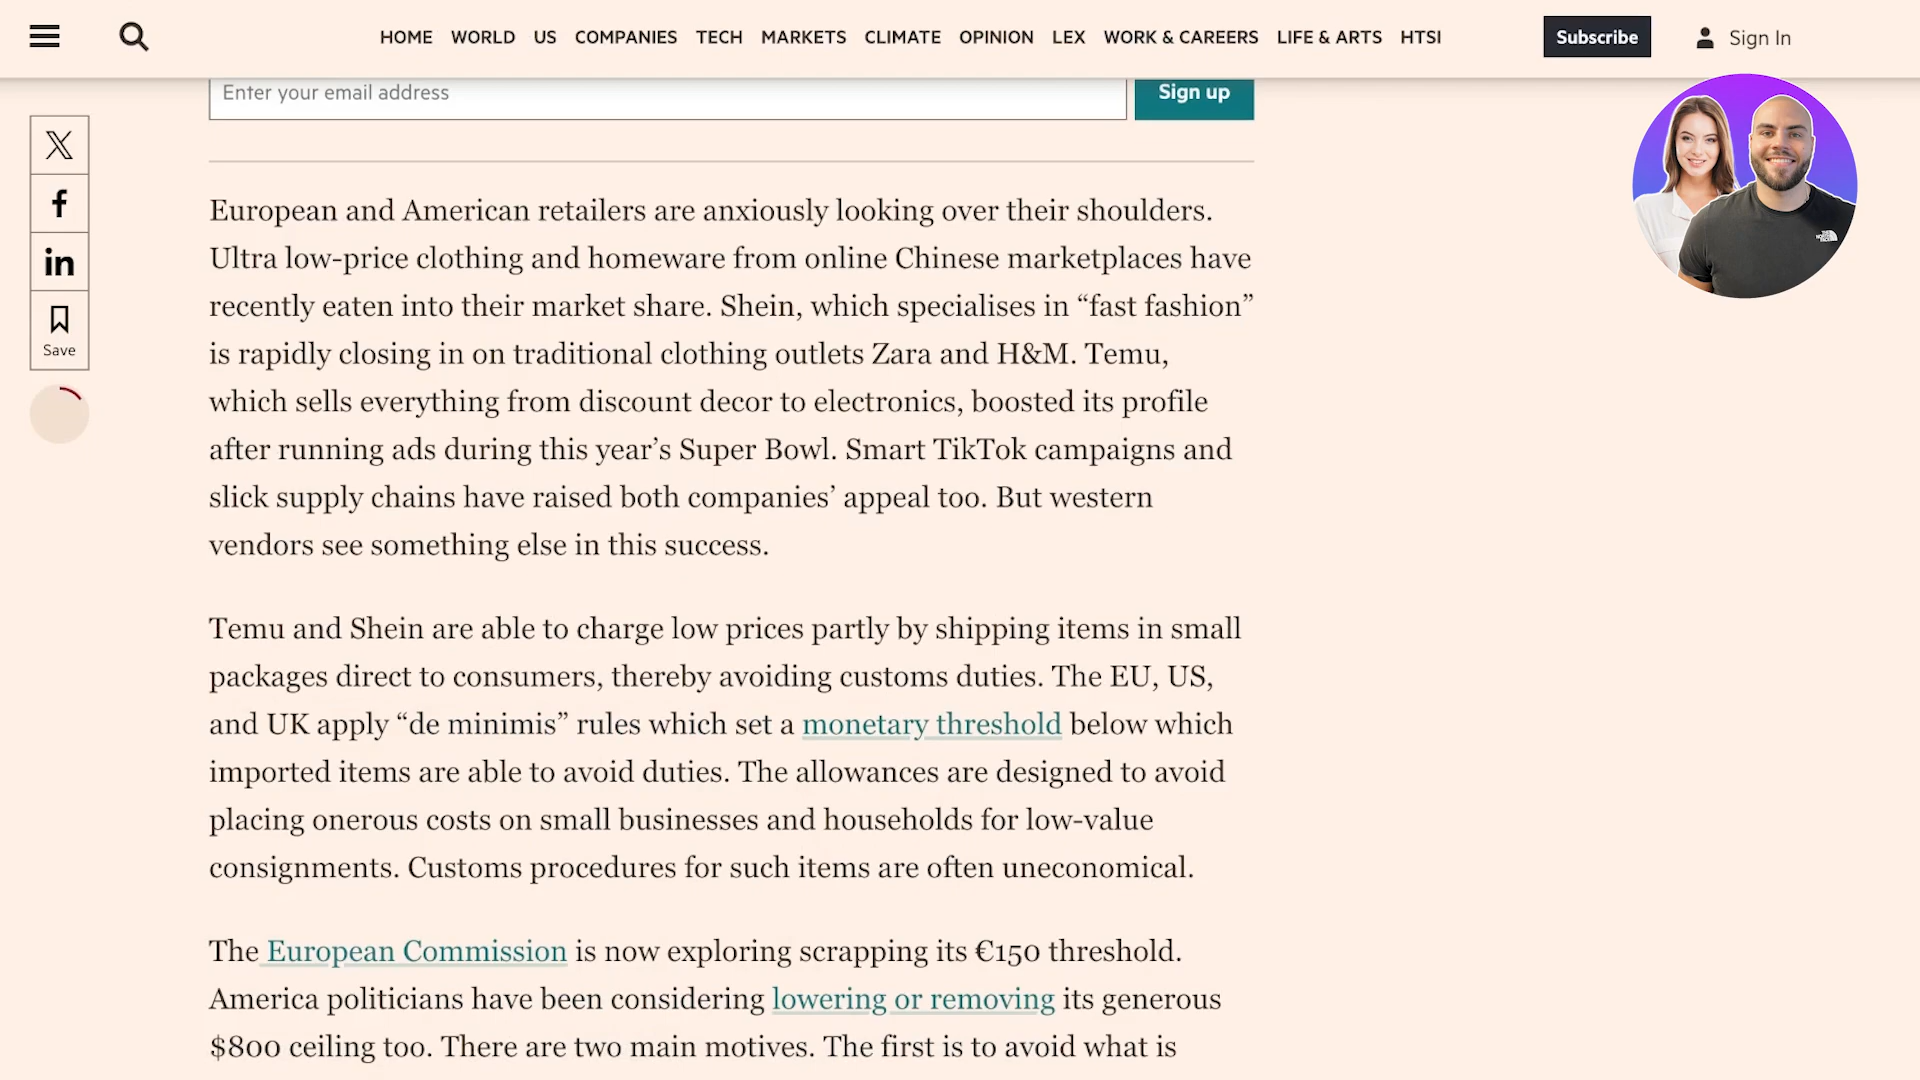 HOME WORLD US COMPANIES TECH MARKETS CLIMATE OPINION LEX WORK & CAREERS LIFE & ARTS HTSI Subscribe Sign In
Enter your email address Sign up
Save
European and American retailers are anxiously looking over their shoulders.
Ultra low-price clothing and homeware from online Chinese marketplaces have
recently eaten into their market share. Shein, which specialises in “fast fashion”
is rapidly closing in on traditional clothing outlets Zara and H&M. Temu,
which sells everything from discount decor to electronics, boosted its profile
after running ads during this year’s Super Bowl. Smart TikTok campaigns and
slick supply chains have raised both companies’ appeal too. But western
vendors see something else in this success.
Temu and Shein are able to charge low prices partly by shipping items in small
packages direct to consumers, thereby avoiding customs duties. The EU, US,
and UK apply “de minimis” rules which set a monetary threshold below which
imported items are able to avoid duties. The allowances are designed to avoid
placing onerous costs on small businesses and households for low-value
consignments. Customs procedures for such items are often uneconomical.
The European Commission is now exploring scrapping its €150 threshold.
America politicians have been considering lowering or removing its generous
$800 ceiling too. There are two main motives. The first is to avoid what is